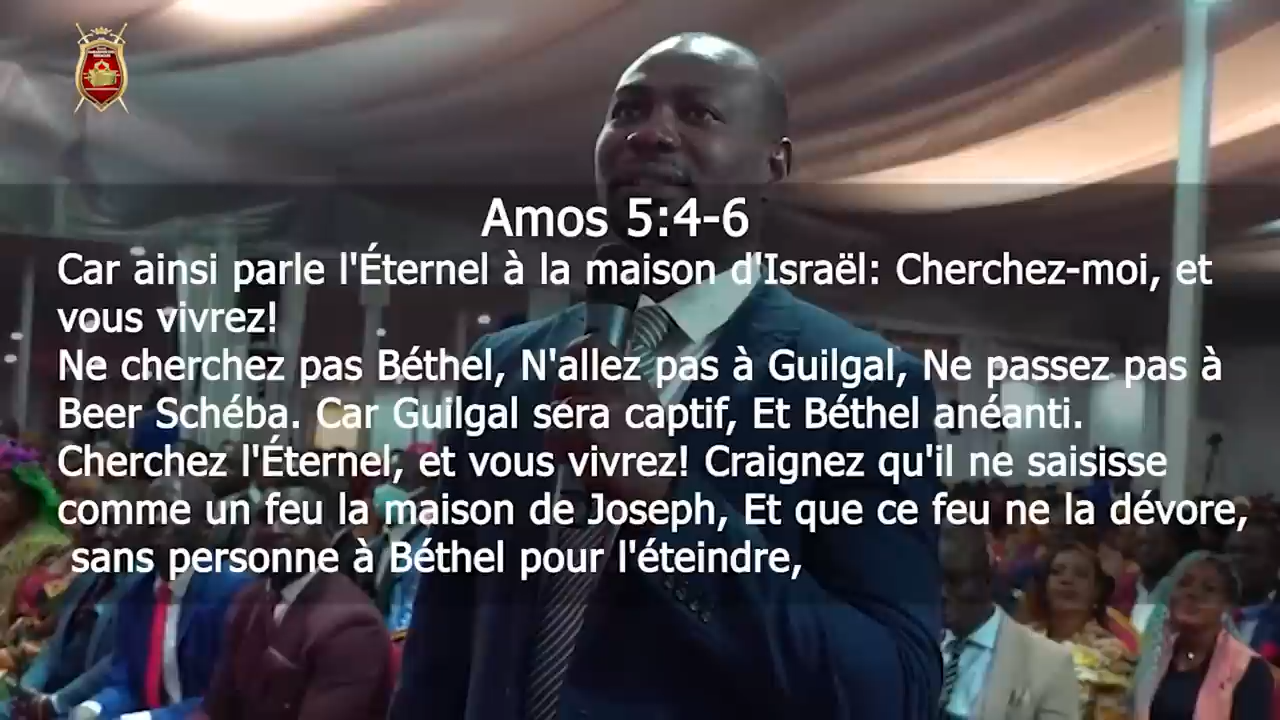 Amos 5:4-6
Car ainsi parle l'Éternel à la maison d'Israël: Cherchez-moi, et
vous vivrez!
Ne cherchez pas Béthel, N'allez pas à Guilgal, Ne passez pas à
Beer Schéba. Car Guilgal sera captif, Et Béthel anéanti.
Cherchez l'Éternel, et vous vivrez! Craignez qu'il ne saisisse
comme un feu la maison de Joseph, Et que ce feu ne la dévore,
sans personne à Béthel pour l'éteindre,